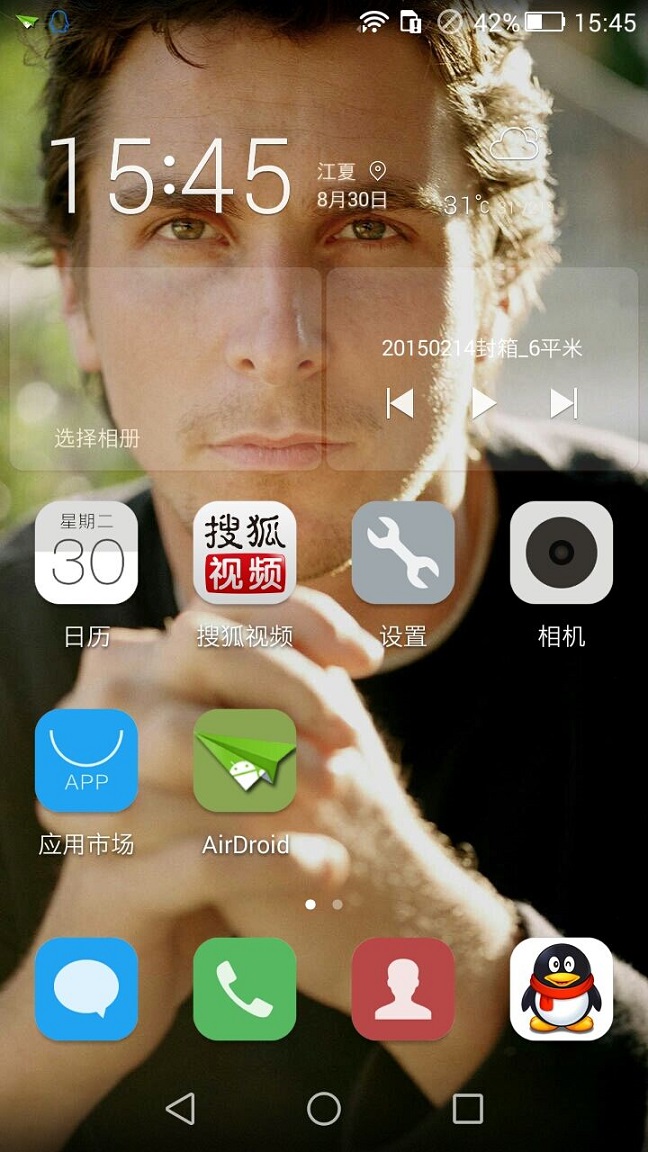 42% 15:45
15:45
江夏
8月30日
31℃
20150214封箱_6平米
选择相册
星期二
30
搜狐
视频
日历
搜狐视频
设置
相机
APP
应用市场
AirDroid